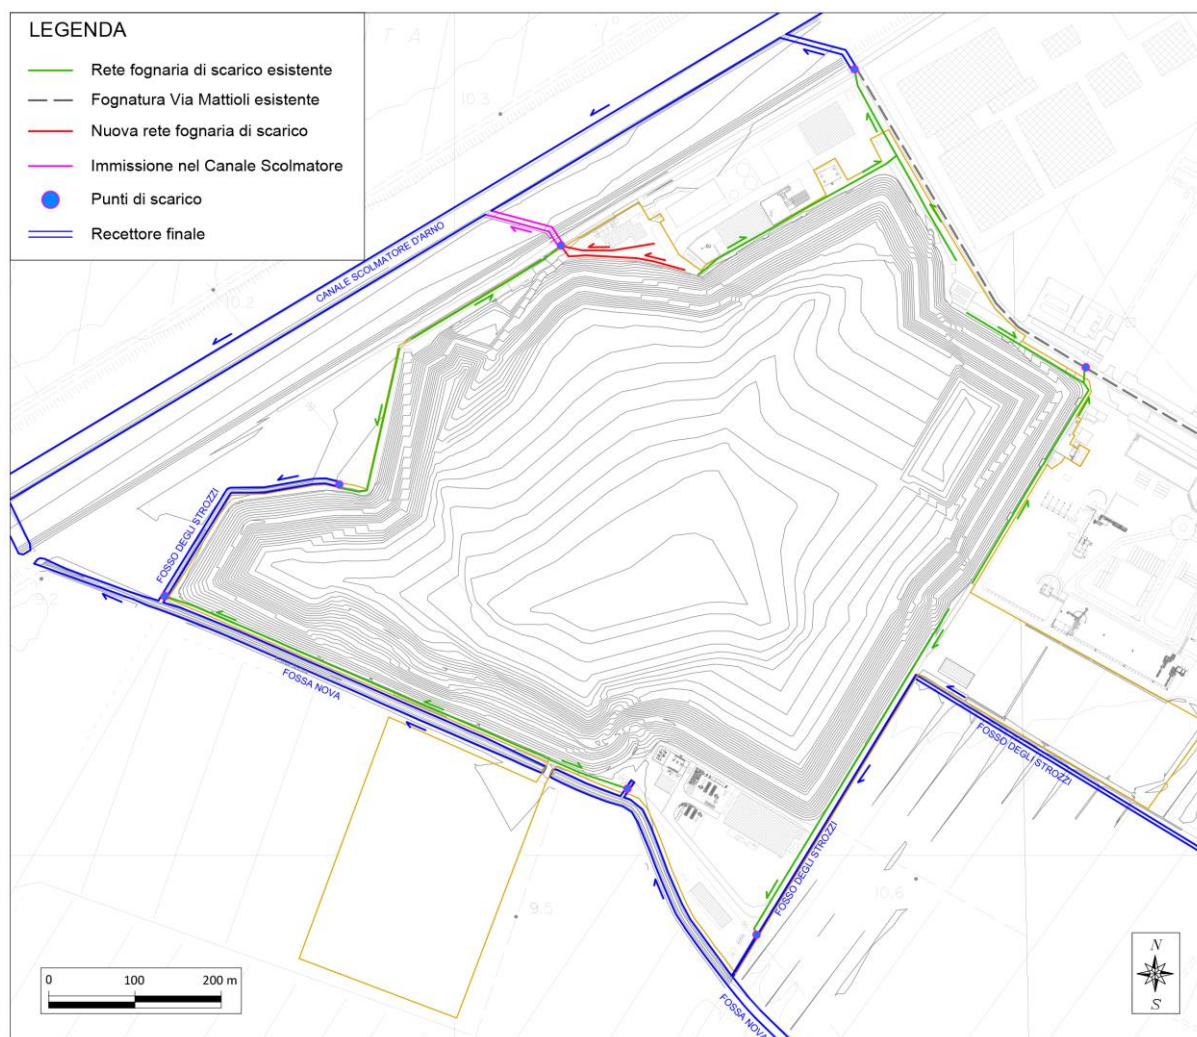 LEGENDA
Rete fognaria di scarico esistente
Fognatura Via Mattioli esistente
Nuova rete fognaria di scarico
Immissione nel Canale Scolmatore
Punti di scarico
Recettore finale
T A
10.3
CANALE SCOLMATORE D'ARNO
10.2
FOSSO DEGLI STROZZI
9.2
FOSSA NOVA
FOSSO DEGLI STROZZI
FOSSO DEGLI STROZZI
10.6
9.5
FOSSA NOVA
0 100 200 m
N
S